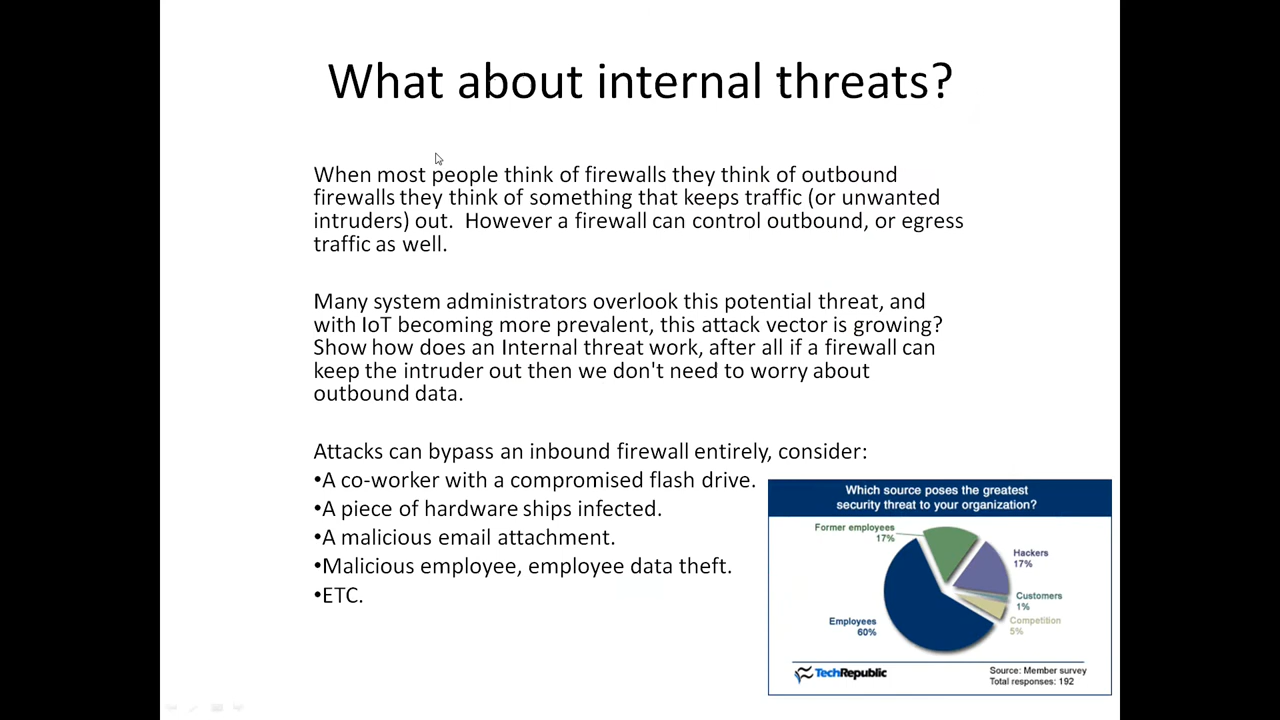 What about internal threats?
When most people think of firewalls they think of outbound
firewalls they think of something that keeps traffic (or unwanted
intruders) out.  However a firewall can control outbound, or egress
traffic as well.
Many system administrators overlook this potential threat, and
with IoT becoming more prevalent, this attack vector is growing?
Show how does an Internal threat work, after all if a firewall can
keep the intruder out then we don't need to worry about
outbound data.
Attacks can bypass an inbound firewall entirely, consider:
•A co-worker with a compromised flash drive.
•A piece of hardware ships infected.
•A malicious email attachment.
•Malicious employee, employee data theft.
•ETC.
Which source poses the greatest
security threat to your organization?
Former employees
17%
Hackers
17%
Customers
1%
Competition
5%
Employees
60%
TechRepublic
Source: Member survey
Total responses: 192